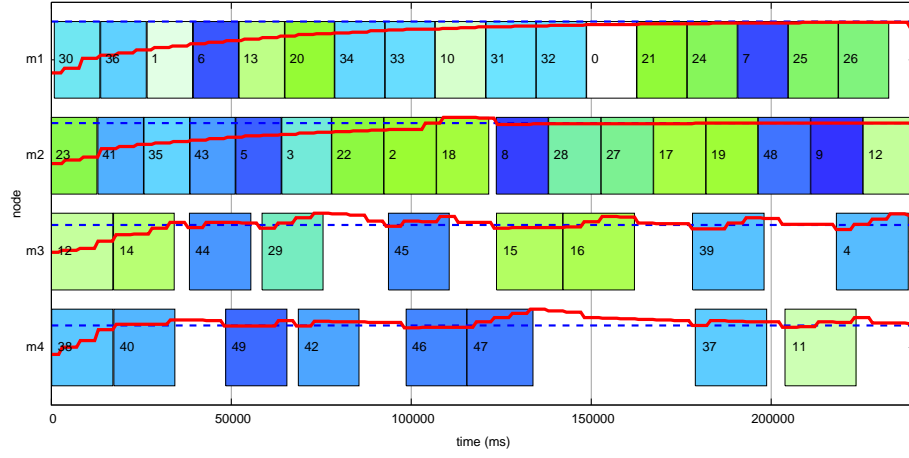 m1 30 36 1 6 13 20 34 33 10 31 32 0 21 24 7 25 26
m2 23 41 35 43 5 3 22 2 18 8 28 27 17 19 48 9 12
node
m3 12 14 44 29 45 15 16 39 4
m4 38 40 49 42 46 47 37 11
0 50000 100000 150000 200000
time (ms)